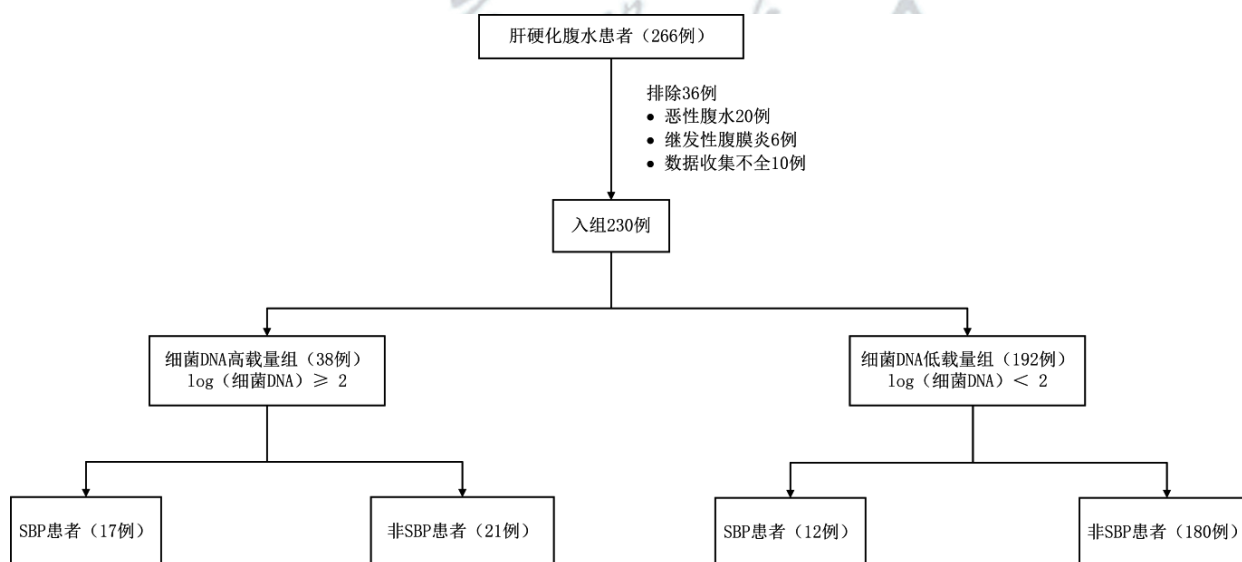 肝硬化腹水患者（266例）
排除36例
● 恶性腹水20例
● 继发性腹膜炎6例
● 数据收集不全10例
入组230例
细菌DNA高载量组（38例）
log（细菌DNA）≥ 2
细菌DNA低载量组（192例）
log（细菌DNA）< 2
SBP患者（17例）
非SBP患者（21例）
SBP患者（12例）
非SBP患者（180例）